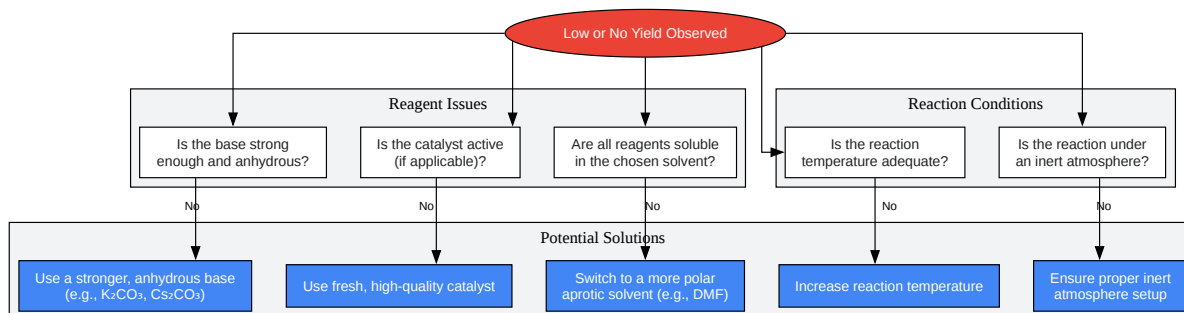 Low or No Yield Observed
Reagent Issues
Reaction Conditions
Is the base strong
enough and anhydrous?
Is the catalyst active
(if applicable)?
Are all reagents soluble
in the chosen solvent?
Is the reaction
temperature adequate?
Is the reaction under
an inert atmosphere?
No
No
No
No
No
Potential Solutions
Use a stronger, anhydrous base
(e.g., K₂CO₃, Cs₂CO₃)
Use fresh, high-quality catalyst
Switch to a more polar
aprotic solvent (e.g., DMF)
Increase reaction temperature
Ensure proper inert
atmosphere setup